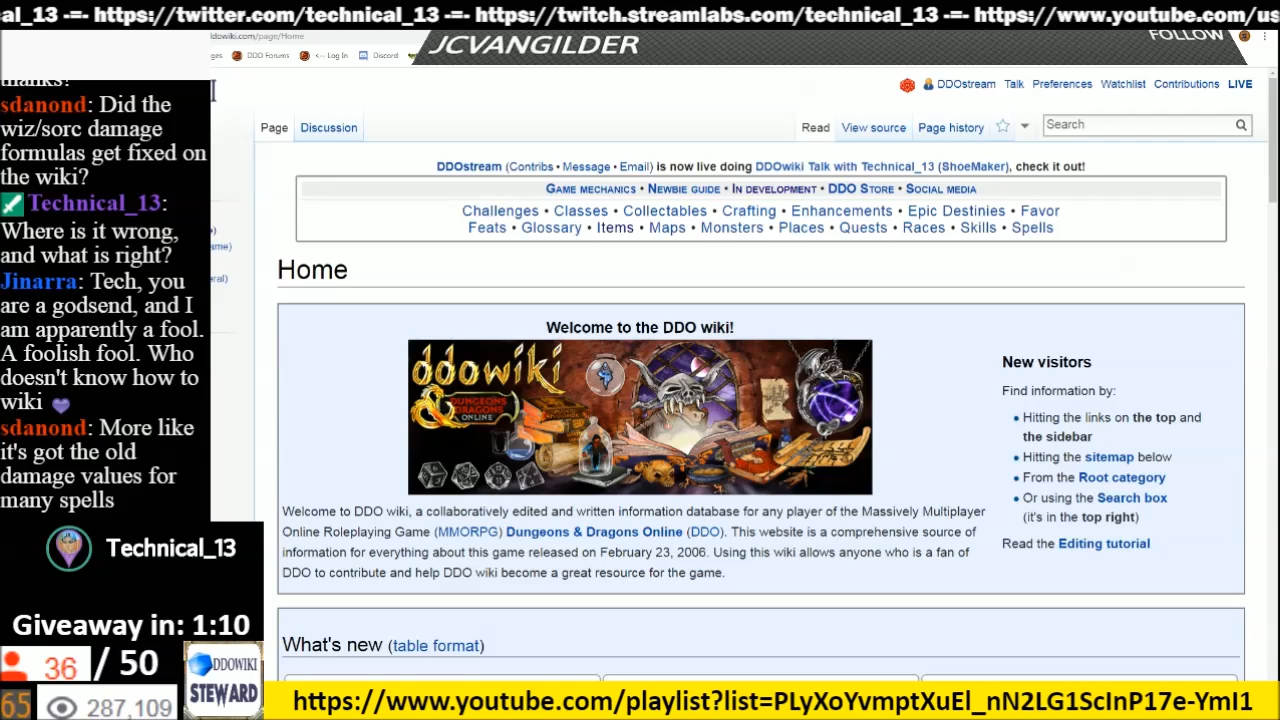 al_13 -=- https://twitter.com/technical_13 -=- https://twitch.streamlabs.com/technical_13 -=- https://www.youtube.com/us
ddowiki.com/page/Home
JCVANGILDER
FOLLOW
ges DDO Forums <-- Log In Discord
thanks!
sdanond: Did the
wiz/sorc damage
formulas get fixed on
the wiki?
Technical_13:
Where is it wrong,
and what is right?
Jinarra: Tech, you
are a godsend, and I
am apparently a fool.
A foolish fool. Who
doesn't know how to
wiki
sdanond: More like
it's got the old
damage values for
many spells
Technical_13
Giveaway in: 1:10
36 / 50
65 287,109
DDOWIKI
STEWARD
DDOstream Talk Preferences Watchlist Contributions LIVE
Page Discussion Read View source Page history Search
DDOstream (Contribs • Message • Email) is now live doing DDOwiki Talk with Technical_13 (ShoeMaker), check it out!
Game mechanics • Newbie guide • In development • DDO Store • Social media
Challenges • Classes • Collectables • Crafting • Enhancements • Epic Destinies • Favor
Feats • Glossary • Items • Maps • Monsters • Places • Quests • Races • Skills • Spells
ame)
eral)
Home
Welcome to the DDO wiki!
ddowiki
DUNGEONS
DRAGONS
ONLINE
Welcome to DDO wiki, a collaboratively edited and written information database for any player of the Massively Multiplayer
Online Roleplaying Game (MMORPG) Dungeons & Dragons Online (DDO). This website is a comprehensive source of
information for everything about this game released on February 23, 2006. Using this wiki allows anyone who is a fan of
DDO to contribute and help DDO wiki become a great resource for the game.
New visitors
Find information by:
• Hitting the links on the top and
the sidebar
• Hitting the sitemap below
• From the Root category
• Or using the Search box
(it's in the top right)
Read the Editing tutorial
What's new (table format)
https://www.youtube.com/playlist?list=PLyXoYvmptXuEl_nN2LG1ScInP17e-YmI1